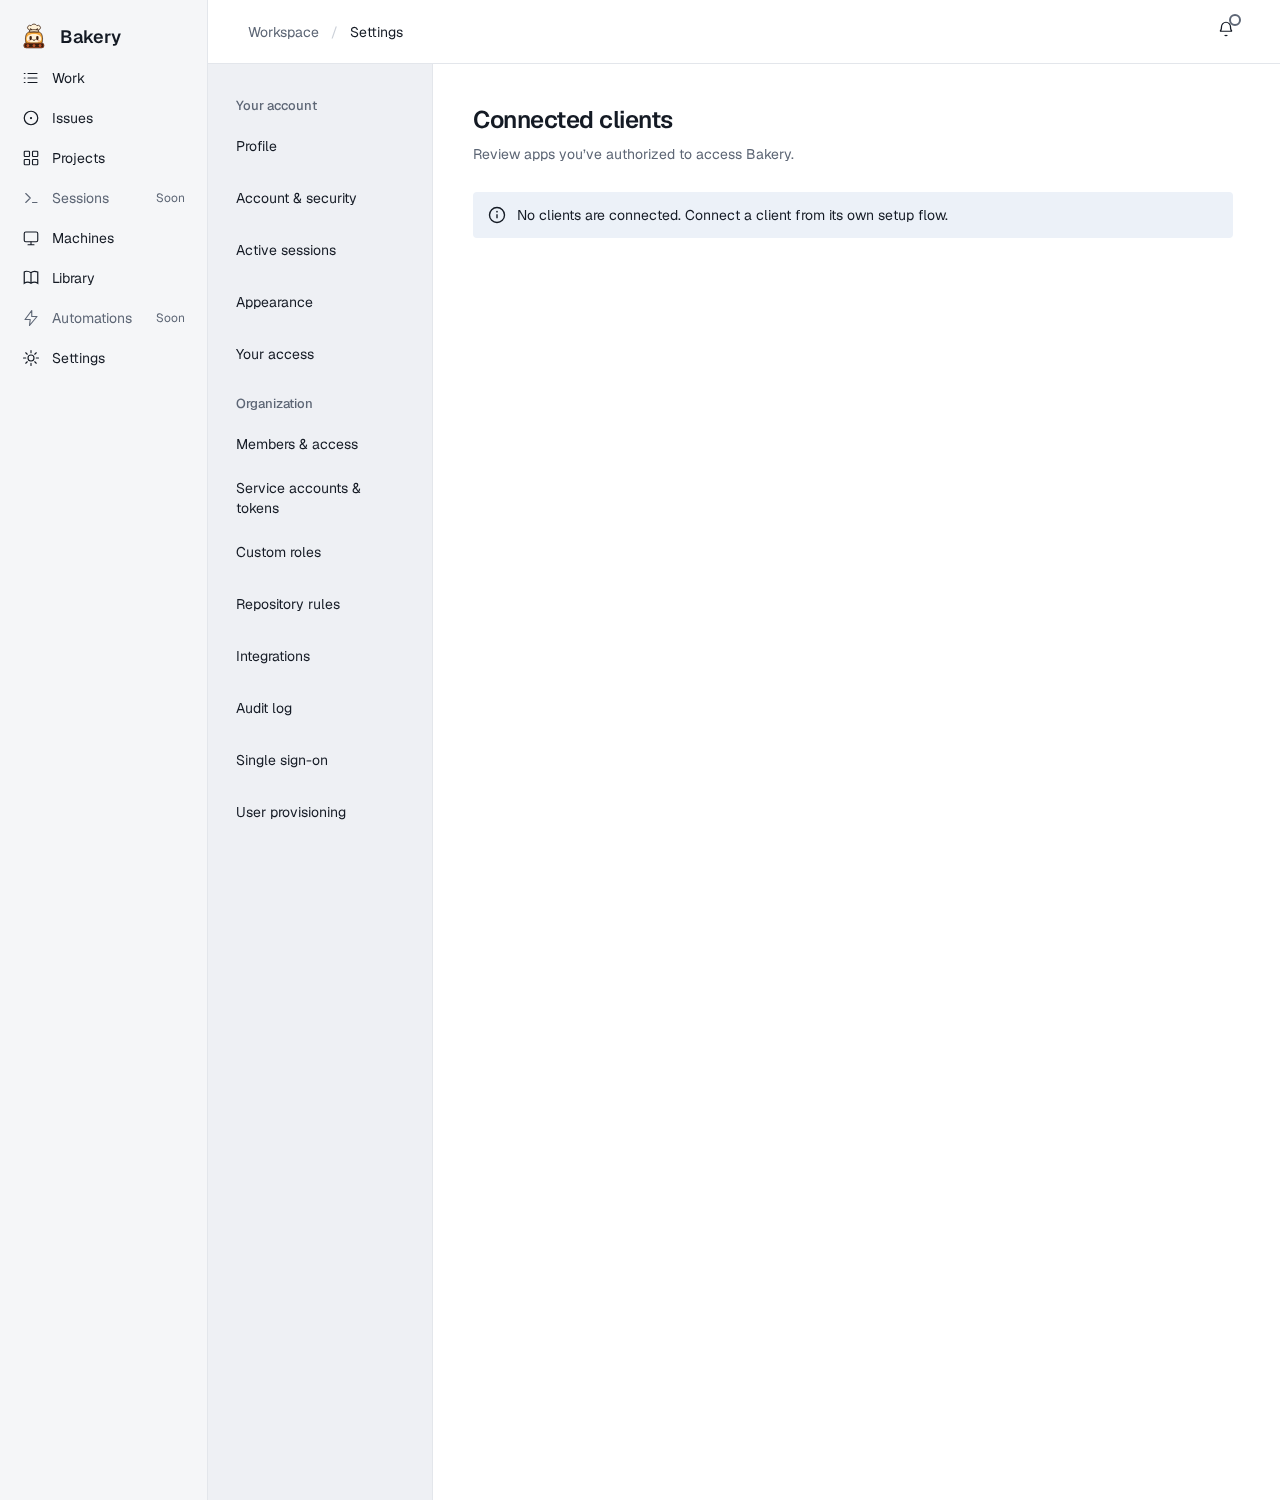 Bakery
Work
Issues
Projects
Sessions Soon
Machines
Library
Automations Soon
Settings
Workspace / Settings
Your account
Profile
Account & security
Active sessions
Appearance
Your access
Organization
Members & access
Service accounts &
tokens
Custom roles
Repository rules
Integrations
Audit log
Single sign-on
User provisioning
Connected clients
Review apps you've authorized to access Bakery.
No clients are connected. Connect a client from its own setup flow.